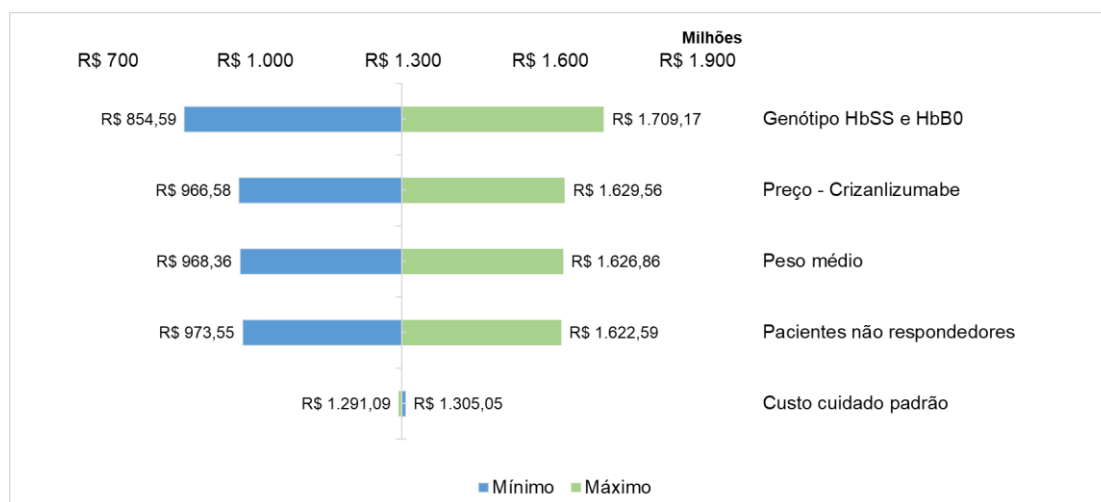 Milhões
R$ 700 R$ 1.000 R$ 1.300 R$ 1.600 R$ 1.900
R$ 854,59 R$ 1.709,17 Genótipo HbSS e HbB0
R$ 966,58 R$ 1.629,56 Preço - Crizanlizumabe
R$ 968,36 R$ 1.626,86 Peso médio
R$ 973,55 R$ 1.622,59 Pacientes não respondedores
R$ 1.291,09 R$ 1.305,05 Custo cuidado padrão
Mínimo Máximo